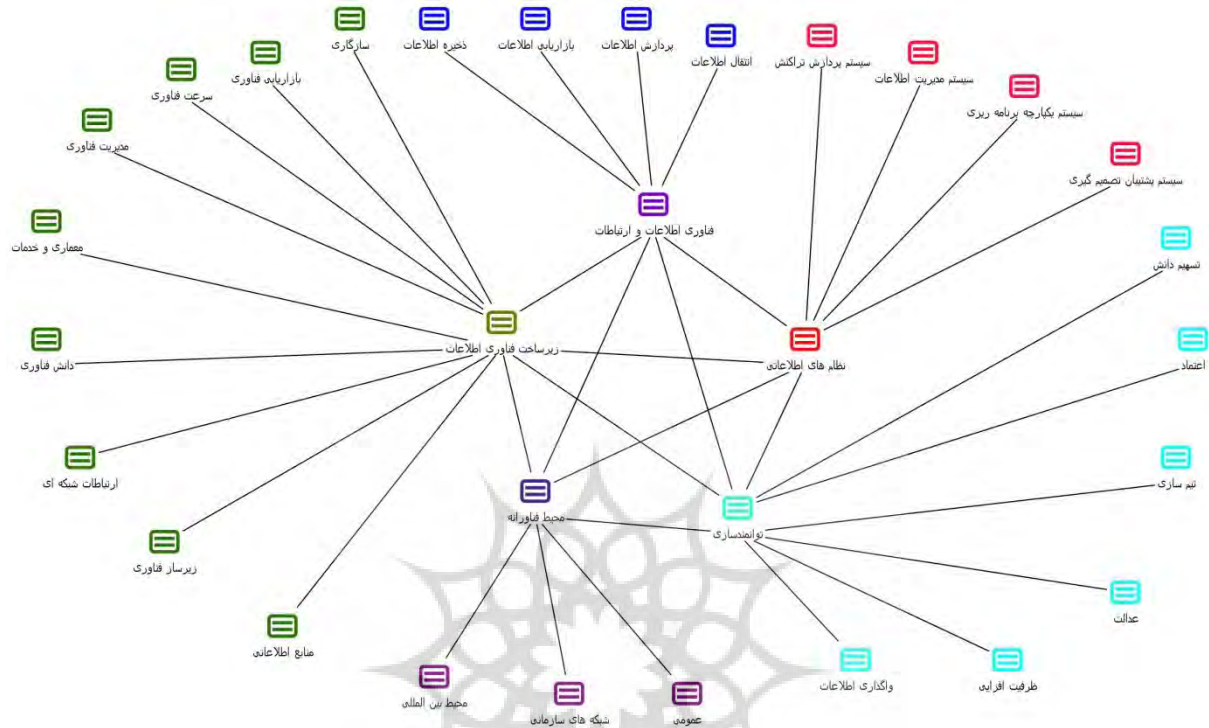 سازگاری
ذخیره اطلاعات
بازاریابی اطلاعات
پردازش اطلاعات
انتقال اطلاعات
سیستم پردازش تراکنش
سیستم مدیریت اطلاعات
سیستم یکپارچه برنامه ریزی
سیستم پشتیبان تصمیم گیری
بازاریابی فناوری
سرعت فناوری
مدیریت فناوری
معماری و خدمات
دانش فناوری
ارتباطات شبکه ای
زیرساز فناوری
منابع اطلاعاتی
فناوری اطلاعات و ارتباطات
زیرساخت فناوری اطلاعات
نظام های اطلاعاتی
محیط فناورانه
توانمندسازی
تسهیم دانش
اعتماد
تیم سازی
عدالت
ظرفیت افزایی
واگذاری اطلاعات
عمومی
شبکه های سازمانی
محیط بین المللی